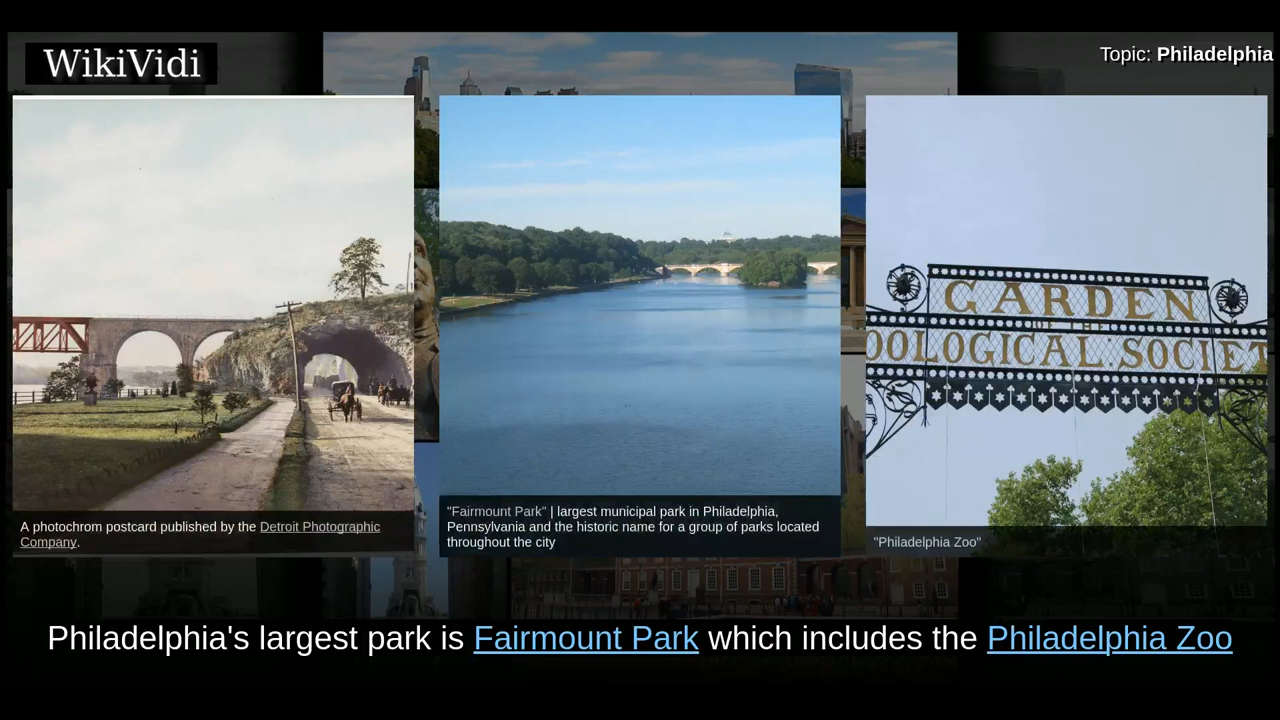 WikiVidi
Topic: Philadelphia
GARDEN
OF THE
OOLOGICAL SOCIET
A photochrom postcard published by the Detroit Photographic
Company.
"Fairmount Park" | largest municipal park in Philadelphia,
Pennsylvania and the historic name for a group of parks located
throughout the city
"Philadelphia Zoo"
Philadelphia's largest park is Fairmount Park which includes the Philadelphia Zoo